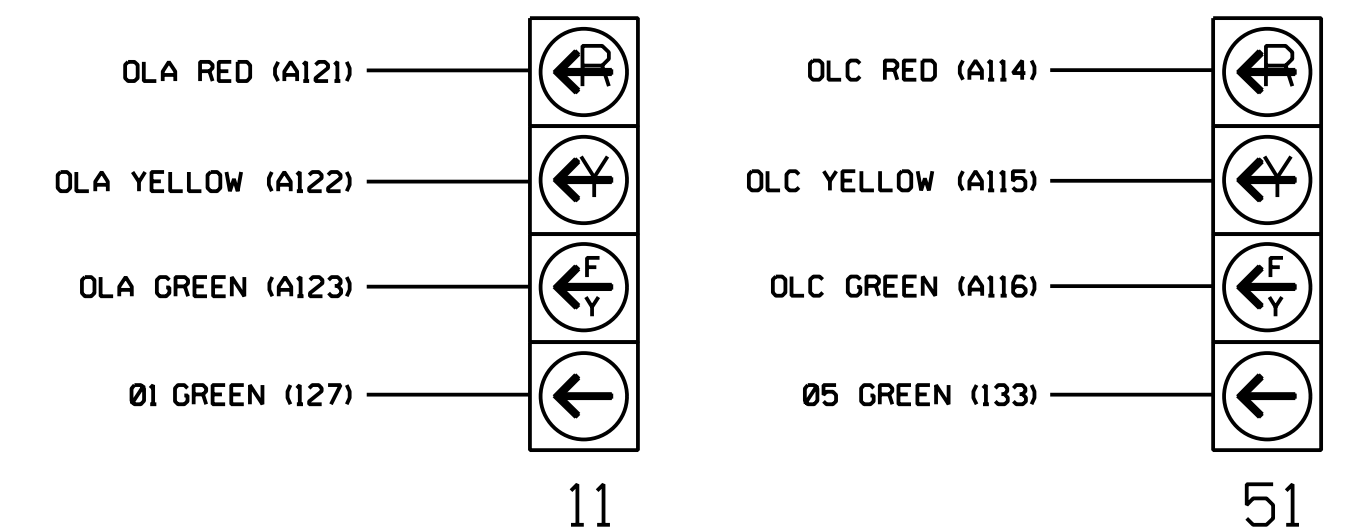 OLA RED (A121)
R
OLA YELLOW (A122)
Y
OLA GREEN (A123)
F
Y
Ø1 GREEN (127)
11
OLC RED (A114)
R
OLC YELLOW (A115)
Y
OLC GREEN (A116)
F
Y
Ø5 GREEN (133)
51